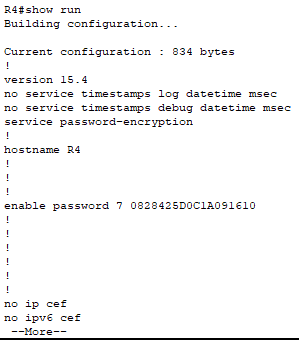 R4#show run
Building configuration...
Current configuration : 834 bytes
!
version 15.4
no service timestamps log datetime msec
no service timestamps debug datetime msec
service password-encryption
!
hostname R4
!
!
!
enable password 7 0828425D0C1A091610
!
!
!
!
!
!
no ip cef
no ipv6 cef
--More--